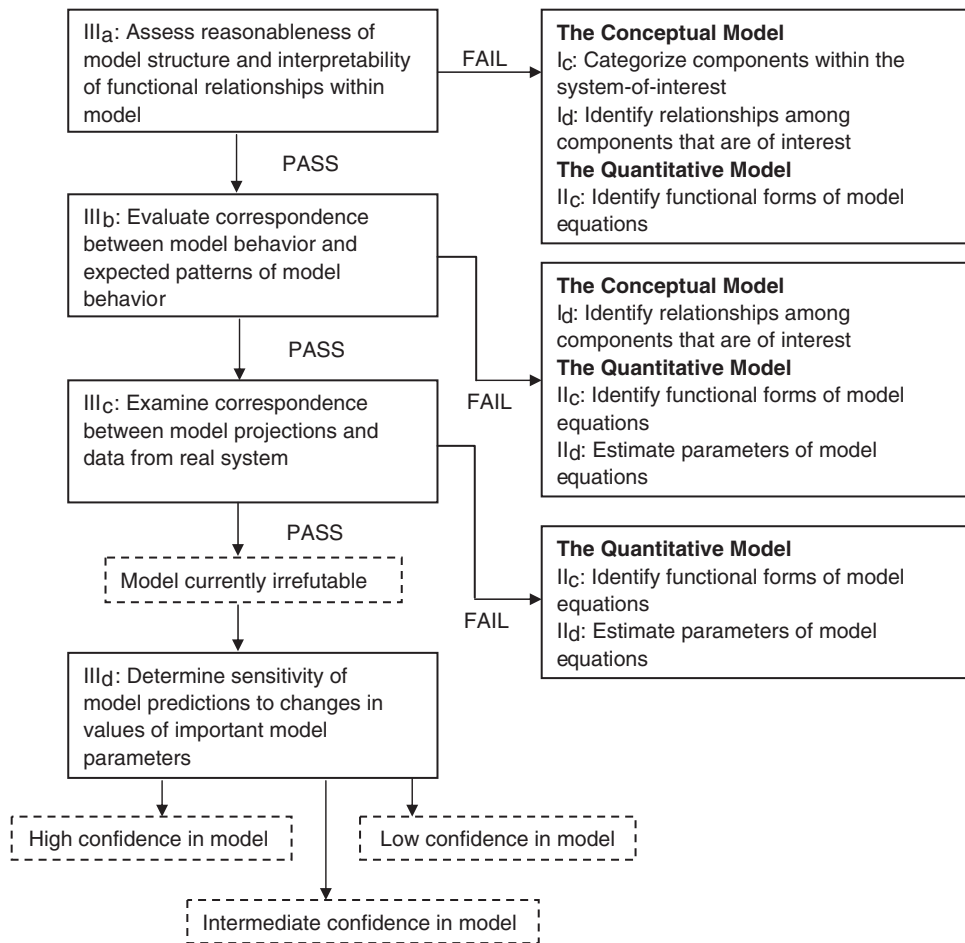 IIIa: Assess reasonableness of
model structure and interpretability
of functional relationships within
model
FAIL
The Conceptual Model
Ic: Categorize components within the
system-of-interest
Id: Identify relationships among
components that are of interest
The Quantitative Model
IIc: Identify functional forms of model
equations
PASS
IIIb: Evaluate correspondence
between model behavior and
expected patterns of model
behavior
FAIL
The Conceptual Model
Id: Identify relationships among
components that are of interest
The Quantitative Model
IIc: Identify functional forms of model
equations
IId: Estimate parameters of model
equations
PASS
IIIc: Examine correspondence
between model projections and
data from real system
FAIL
The Quantitative Model
IIc: Identify functional forms of model
equations
IId: Estimate parameters of model
equations
PASS
Model currently irrefutable
IIId: Determine sensitivity of
model predictions to changes in
values of important model
parameters
High confidence in model
Low confidence in model
Intermediate confidence in model